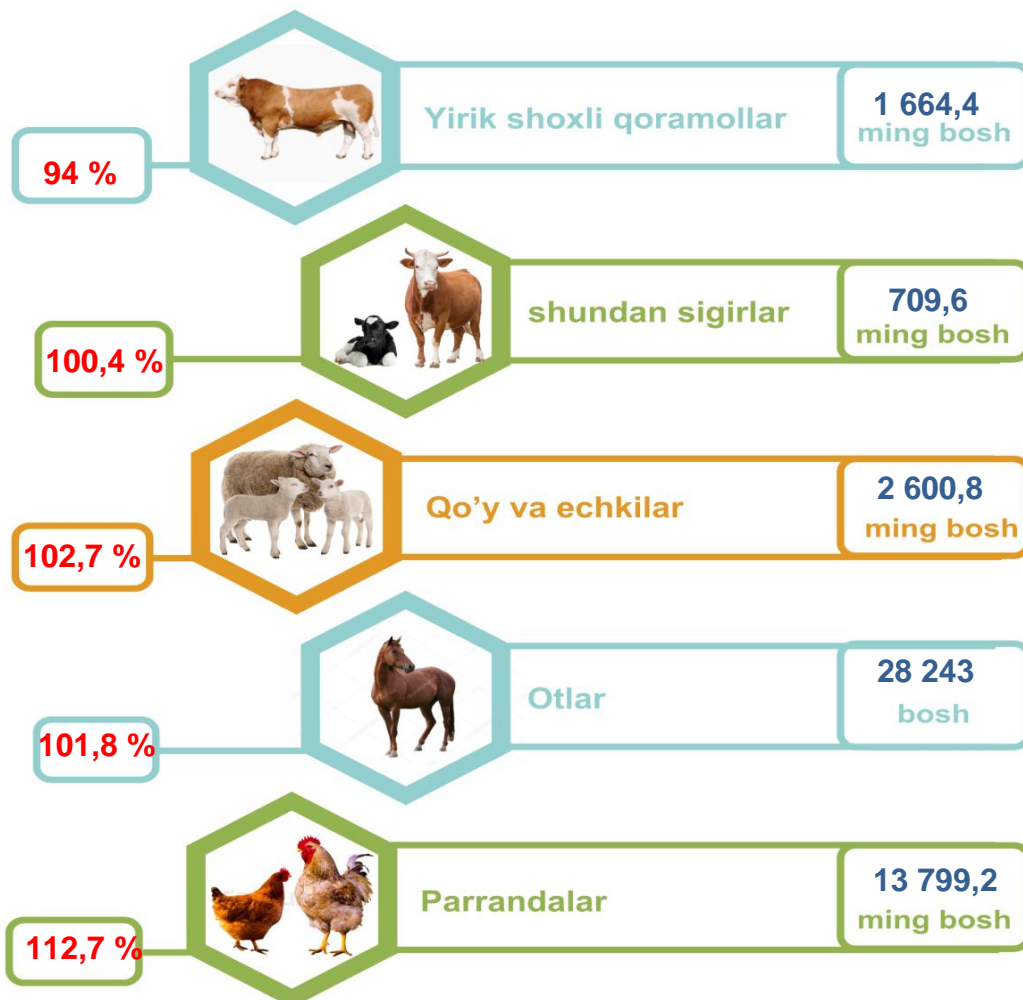 Yirik shoxli qoramollar
1 664,4
ming bosh
94 %
shundan sigirlar
709,6
ming bosh
100,4 %
Qo’y va echkilar
2 600,8
ming bosh
102,7 %
Otlar
28 243
bosh
101,8 %
Parrandalar
13 799,2
ming bosh
112,7 %